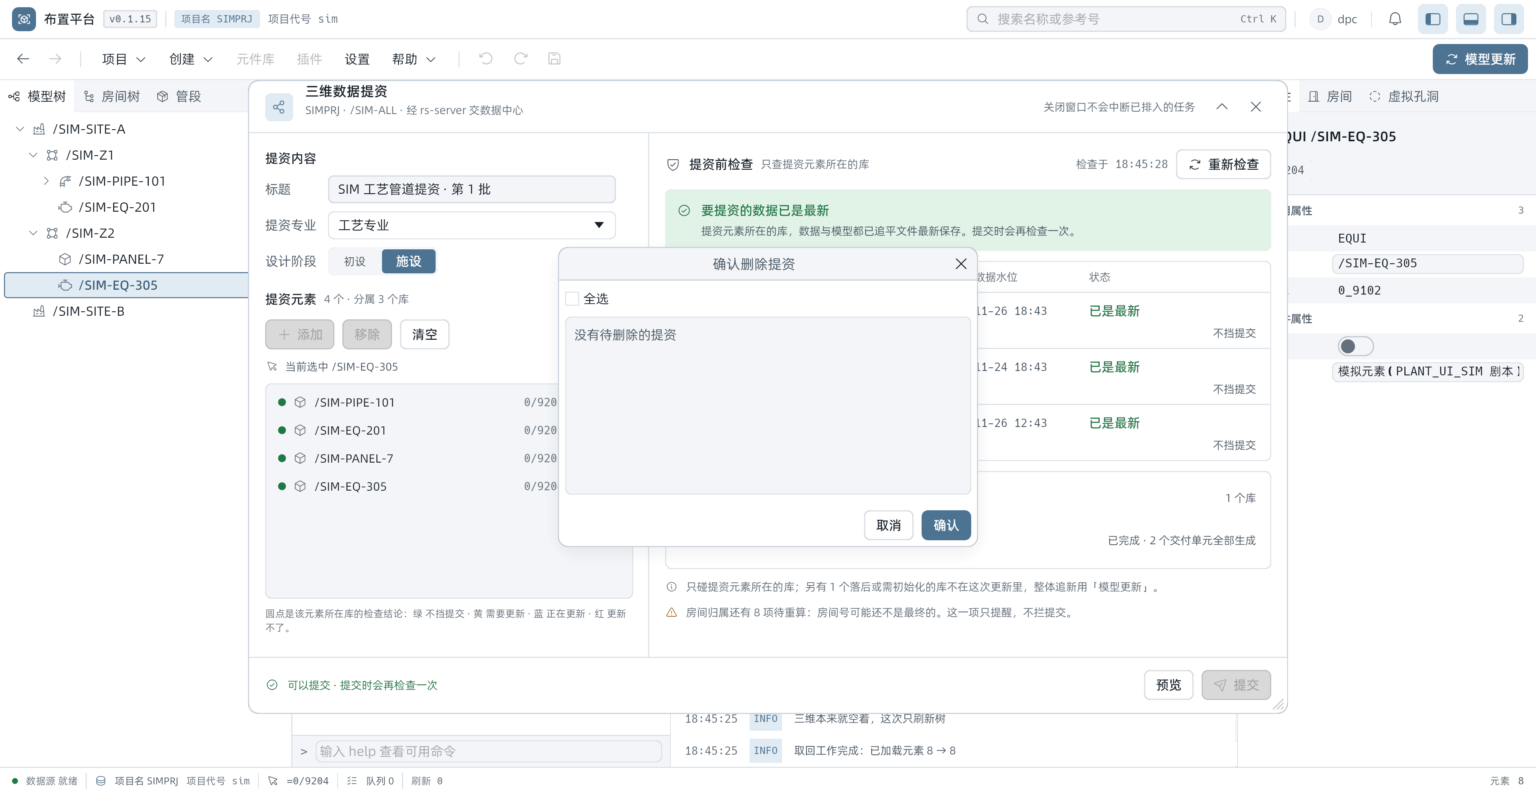 布置平台 v0.1.15 项目名 SIMPRJ 项目代号 sim 搜索名称或参考号 Ctrl K D dpc
项目 创建 元件库 插件 设置 帮助 模型更新
模型树 房间树 管段
/SIM-SITE-A
/SIM-Z1
/SIM-PIPE-101
/SIM-EQ-201
/SIM-Z2
/SIM-PANEL-7
/SIM-EQ-305
/SIM-SITE-B
三维数据提资
SIMPRJ · /SIM-ALL · 经 rs-server 交数据中心
关闭窗口不会中断已排入的任务
提资内容
标题 SIM 工艺管道提资 · 第 1 批
提资专业 工艺专业
设计阶段 初设 施设
提资元素 4 个 · 分属 3 个库
添加 移除 清空
当前选中 /SIM-EQ-305
/SIM-PIPE-101 0/920
/SIM-EQ-201 0/920
/SIM-PANEL-7 0/920
/SIM-EQ-305 0/920
圆点是该元素所在库的检查结论：绿 不挡提交 · 黄 需要更新 · 蓝 正在更新 · 红 更新
不了。
提资前检查 只查提资元素所在的库 检查于 18:45:28 重新检查
要提资的数据已是最新
提资元素所在的库，数据与模型都已追平文件最新保存。提交时会再检查一次。
数据水位 状态
11-26 18:43 已是最新
不挡提交
11-24 18:43 已是最新
不挡提交
11-26 12:43 已是最新
不挡提交
1 个库
已完成 · 2 个交付单元全部生成
只碰提资元素所在的库；另有 1 个落后或需初始化的库不在这次更新里，整体追新用「模型更新」。
房间归属还有 8 项待重算：房间号可能还不是最终的。这一项只提醒，不拦提交。
确认删除提资
全选
没有待删除的提资
取消 确认
可以提交 · 提交时会再检查一次
预览 提交
房间 虚拟孔洞
QUI /SIM-EQ-305
204
属性 3
EQUI
/SIM-EQ-305
0_9102
属性 2
模拟元素(PLANT_UI_SIM 剧本)
18:45:25 INFO 三维本来就空着，这次只刷新树
18:45:25 INFO 取回工作完成：已加载元素 8 → 8
> 输入 help 查看可用命令
数据源 就绪 项目名 SIMPRJ 项目代号 sim =0/9204 队列 0 刷新 0 元素 8